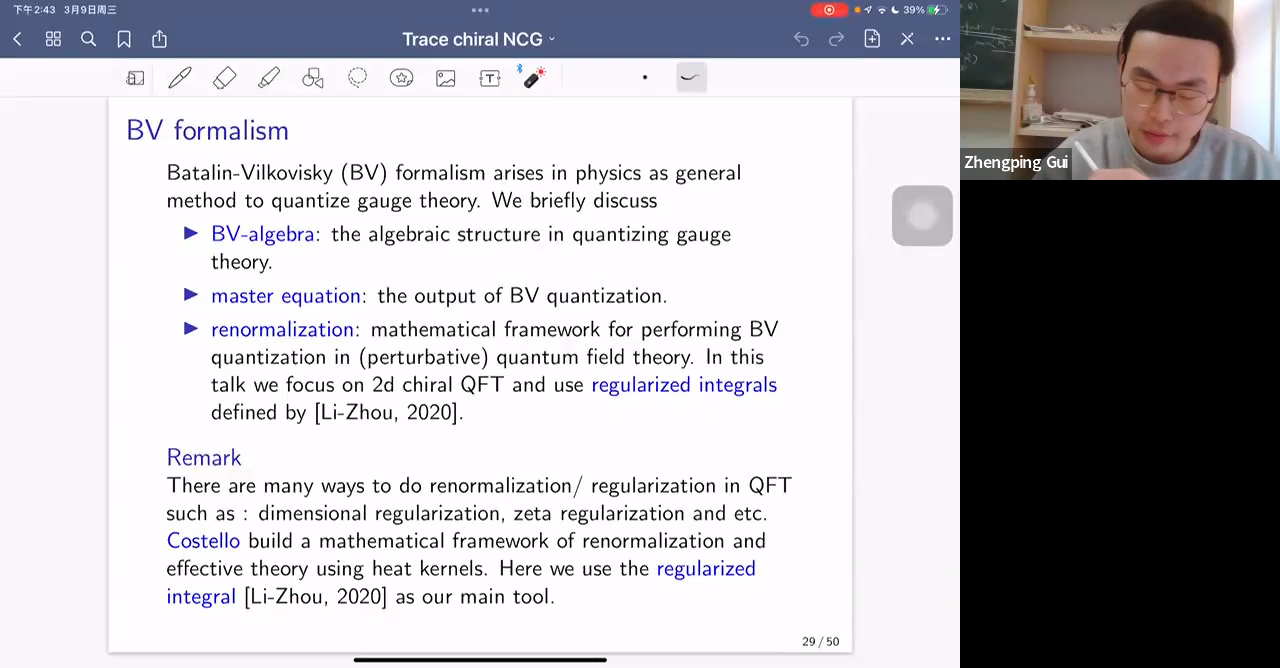 下午2:43 3月9日周三
39%
Trace chiral NCG
BV formalism
Batalin-Vilkovisky (BV) formalism arises in physics as general
method to quantize gauge theory. We briefly discuss
▶ BV-algebra: the algebraic structure in quantizing gauge
theory.
▶ master equation: the output of BV quantization.
▶ renormalization: mathematical framework for performing BV
quantization in (perturbative) quantum field theory. In this
talk we focus on 2d chiral QFT and use regularized integrals
defined by [Li-Zhou, 2020].
Remark
There are many ways to do renormalization/ regularization in QFT
such as : dimensional regularization, zeta regularization and etc.
Costello build a mathematical framework of renormalization and
effective theory using heat kernels. Here we use the regularized
integral [Li-Zhou, 2020] as our main tool.
29 / 50
Zhengping Gui